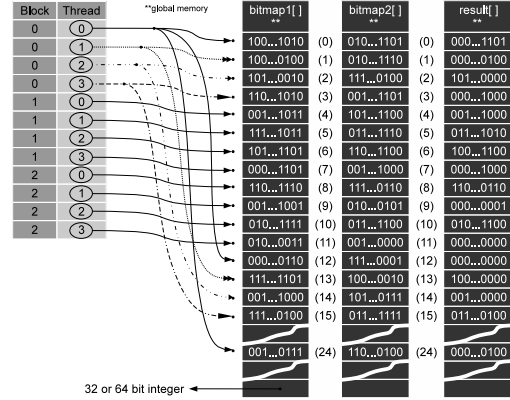 Block Thread **global memory bitmap1[ ] bitmap2[ ] result[ ]
** ** **
0 0 100...1010 (0) 010...1101 (0) 000...1101
0 1 100...0100 (1) 010...1110 (1) 000...0100
0 2 101...0010 (2) 111...0100 (2) 101...0000
0 3 110...1010 (3) 001...1101 (3) 000...1000
1 0 001...1011 (4) 101...1100 (4) 001...1000
1 1 111...1011 (5) 011...1110 (5) 011...1010
1 2 101...1101 (6) 110...1100 (6) 100...1100
1 3 000...1101 (7) 001...1000 (7) 000...1000
2 0 110...1110 (8) 111...0110 (8) 110...0110
2 1 001...1001 (9) 010...0101 (9) 000...0001
2 2 010...1111 (10) 011...1100 (10) 010...1100
2 3 010...0011 (11) 001...0000 (11) 000...0000
000...0110 (12) 111...0001 (12) 000...0000
111...1101 (13) 100...0010 (13) 100...0000
001...1000 (14) 101...0111 (14) 001...0000
111...0100 (15) 011...1111 (15) 011...0100
001...0111 (24) 110...0100 (24) 000...0100
32 or 64 bit integer